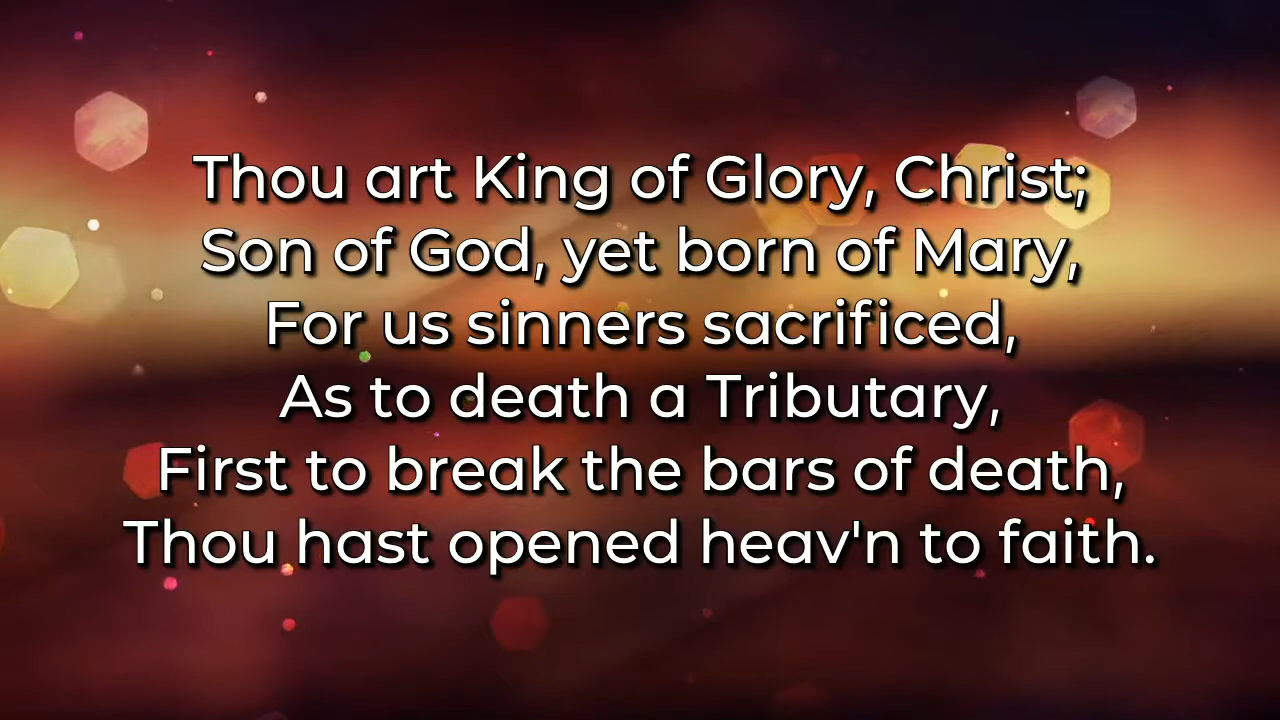 Thou art King of Glory, Christ;
Son of God, yet born of Mary,
For us sinners sacrificed,
As to death a Tributary,
First to break the bars of death,
Thou hast opened heav'n to faith.